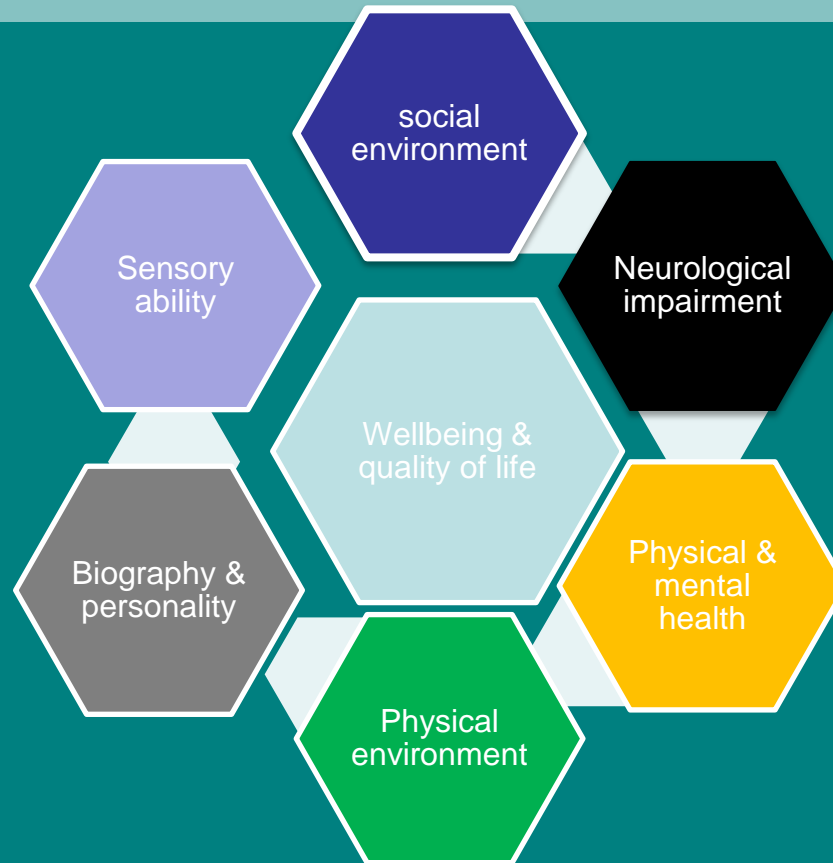 social
environment
Sensory
ability
Neurological
impairment
Wellbeing &
quality of life
Biography &
personality
Physical &
mental
health
Physical
environment